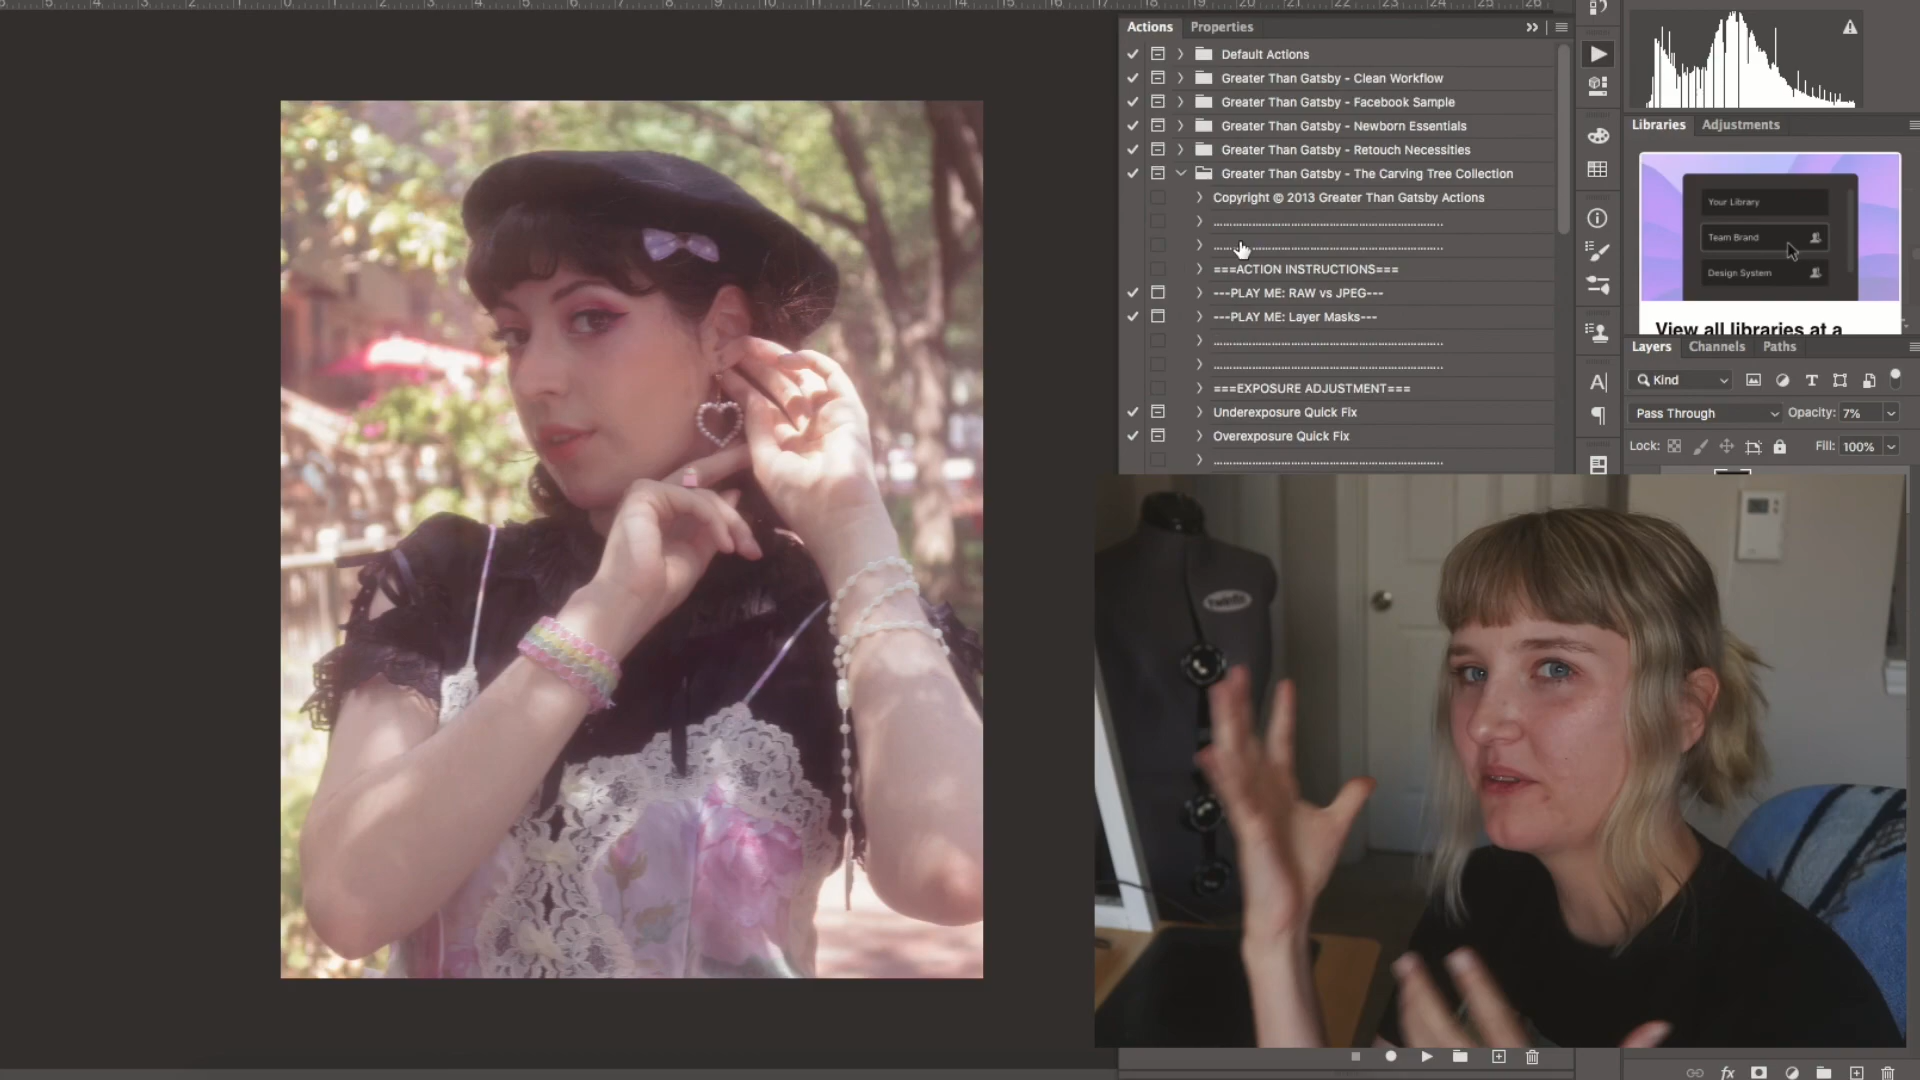 Actions Properties
Default Actions
Greater Than Gatsby - Clean Workflow
Greater Than Gatsby - Facebook Sample
Greater Than Gatsby - Newborn Essentials
Greater Than Gatsby - Retouch Necessities
Greater Than Gatsby - The Carving Tree Collection
Copyright © 2013 Greater Than Gatsby Actions
===ACTION INSTRUCTIONS===
---PLAY ME: RAW vs JPEG---
---PLAY ME: Layer Masks---
===EXPOSURE ADJUSTMENT===
Underexposure Quick Fix
Overexposure Quick Fix
Libraries Adjustments
Your Library
Team Brand
Design System
View all libraries at a
Layers Channels Paths
Kind
Pass Through Opacity: 7%
Lock: Fill: 100%
twinfit